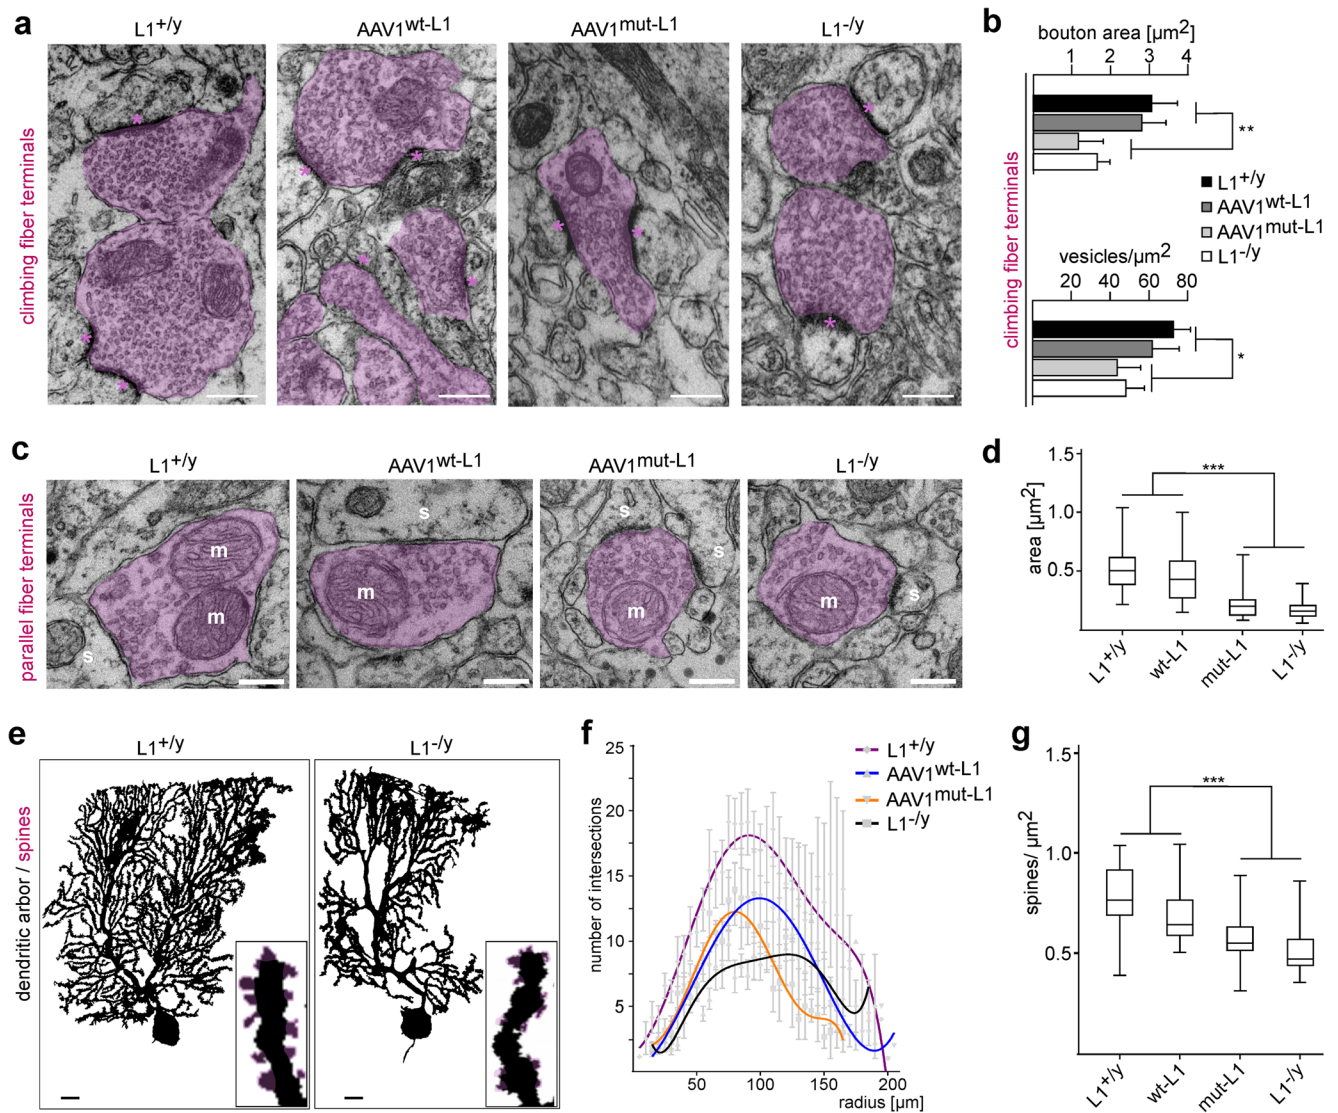 a
L1+/y
AAV1wt-L1
AAV1mut-L1
L1-/y
climbing fiber terminals
*
*
*
*
*
*
*
*
*
*
*
b
bouton area [µm2]
1 2 3 4
**
L1+/y
AAV1wt-L1
AAV1mut-L1
L1-/y
climbing fiber terminals
vesicles/µm2
20 40 60 80
*
c
L1+/y
AAV1wt-L1
AAV1mut-L1
L1-/y
parallel fiber terminals
m
m
s
s
m
s
s
m
m
s
d
area [µm2]
1.5
1.0
0.5
***
L1+/y
wt-L1
mut-L1
L1-/y
e
L1+/y
L1-/y
dendritic arbor / spines
f
number of intersections
25
20
15
10
5
50 100 150 200
radius [µm]
L1+/y
AAV1wt-L1
AAV1mut-L1
L1-/y
g
spines/ µm2
1.5
1.0
0.5
***
L1+/y
wt-L1
mut-L1
L1-/y